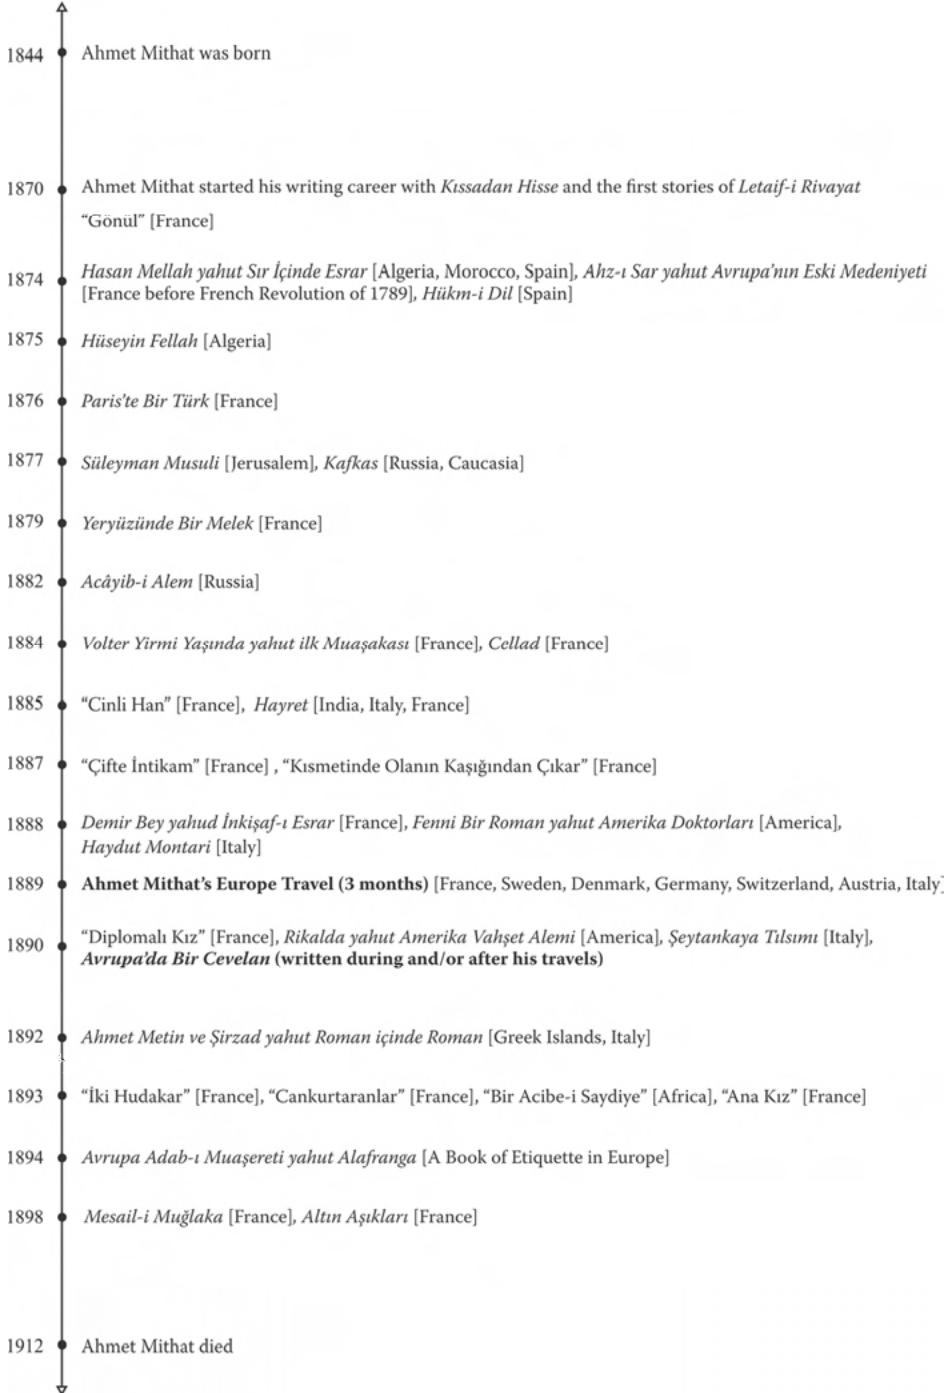 1844 Ahmet Mithat was born
1870 Ahmet Mithat started his writing career with Kıssadan Hisse and the first stories of Letaif-i Rivayat
“Gönül” [France]
1874 Hasan Mellah yahut Sır İçinde Esrar [Algeria, Morocco, Spain], Ahz-ı Sar yahut Avrupa’nın Eski Medeniyeti
[France before French Revolution of 1789], Hükm-i Dil [Spain]
1875 Hüseyin Fellah [Algeria]
1876 Paris’te Bir Türk [France]
1877 Süleyman Musuli [Jerusalem], Kafkas [Russia, Caucasia]
1879 Yeryüzünde Bir Melek [France]
1882 Acâyib-i Alem [Russia]
1884 Volter Yirmi Yaşında yahut ilk Muaşakası [France], Cellad [France]
1885 “Cinli Han” [France], Hayret [India, Italy, France]
1887 “Çifte İntikam” [France] , “Kısmetinde Olanın Kaşığından Çıkar” [France]
1888 Demir Bey yahud İnkişaf-ı Esrar [France], Fenni Bir Roman yahut Amerika Doktorları [America],
Haydut Montari [Italy]
1889 Ahmet Mithat’s Europe Travel (3 months) [France, Sweden, Denmark, Germany, Switzerland, Austria, Italy]
1890 “Diplomalı Kız” [France], Rikalda yahut Amerika Vahşet Alemi [America], Şeytankaya Tılsımı [Italy],
Avrupa’da Bir Cevelan (written during and/or after his travels)
1892 Ahmet Metin ve Şirzad yahut Roman içinde Roman [Greek Islands, Italy]
1893 “İki Hudakar” [France], “Cankurtaranlar” [France], “Bir Acibe-i Saydiye” [Africa], “Ana Kız” [France]
1894 Avrupa Adab-ı Muaşereti yahut Alafranga [A Book of Etiquette in Europe]
1898 Mesail-i Muğlaka [France], Altın Aşıkları [France]
1912 Ahmet Mithat died